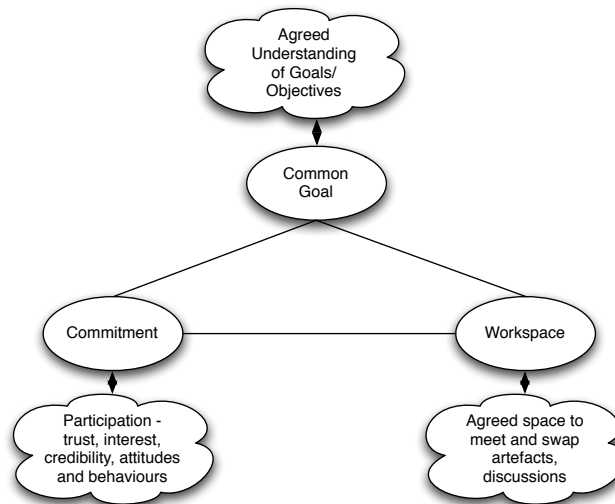 Agreed
Understanding
of Goals/
Objectives
Common
Goal
Commitment
Workspace
Participation -
trust, interest,
credibility, attitudes
and behaviours
Agreed space to
meet and swap
artefacts,
discussions